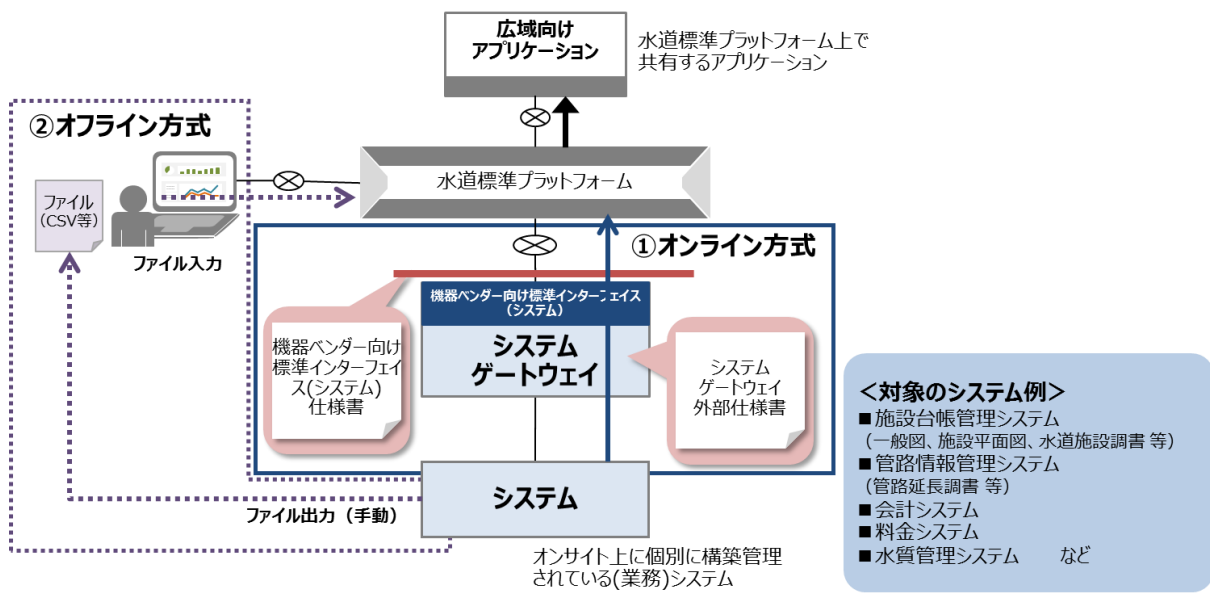 広域向け
アプリケーション
水道標準プラットフォーム上で
共有するアプリケーション
②オフライン方式
ファイル
(CSV等)
ファイル入力
水道標準プラットフォーム
①オンライン方式
機器ベンダー向け標準インターフェイス
(システム)
システム
ゲートウェイ
機器ベンダー向け
標準インターフェイ
ス(システム)
仕様書
システム
ゲートウェイ
外部仕様書
システム
ファイル出力（手動）
オンサイト上に個別に構築管理
されている(業務)システム
＜対象のシステム例＞
■施設台帳管理システム
(一般図、施設平面図、水道施設調書 等)
■管路情報管理システム
(管路延長調書 等)
■会計システム
■料金システム
■水質管理システム　　など